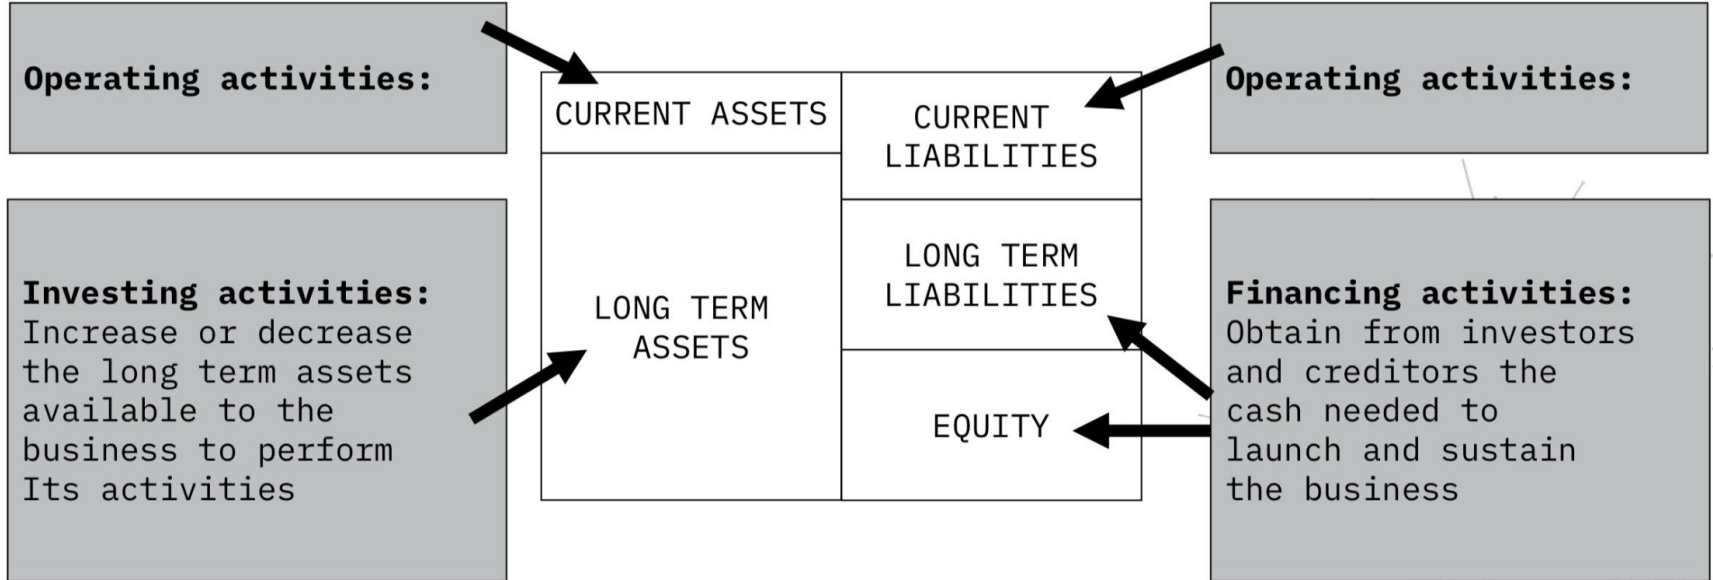 Operating activities:
CURRENT ASSETS
CURRENT
LIABILITIES
Operating activities:
Investing activities:
Increase or decrease
the long term assets
available to the
business to perform
Its activities
LONG TERM
ASSETS
LONG TERM
LIABILITIES
EQUITY
Financing activities:
Obtain from investors
and creditors the
cash needed to
launch and sustain
the business